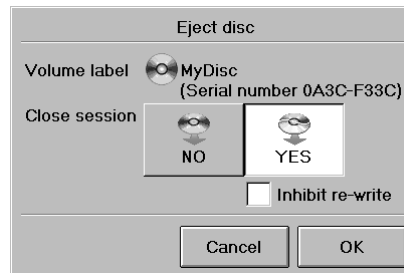 Eject disc
Volume label MyDisc
(Serial number 0A3C-F33C)
Close session
NO YES
Inhibit re-write
Cancel OK